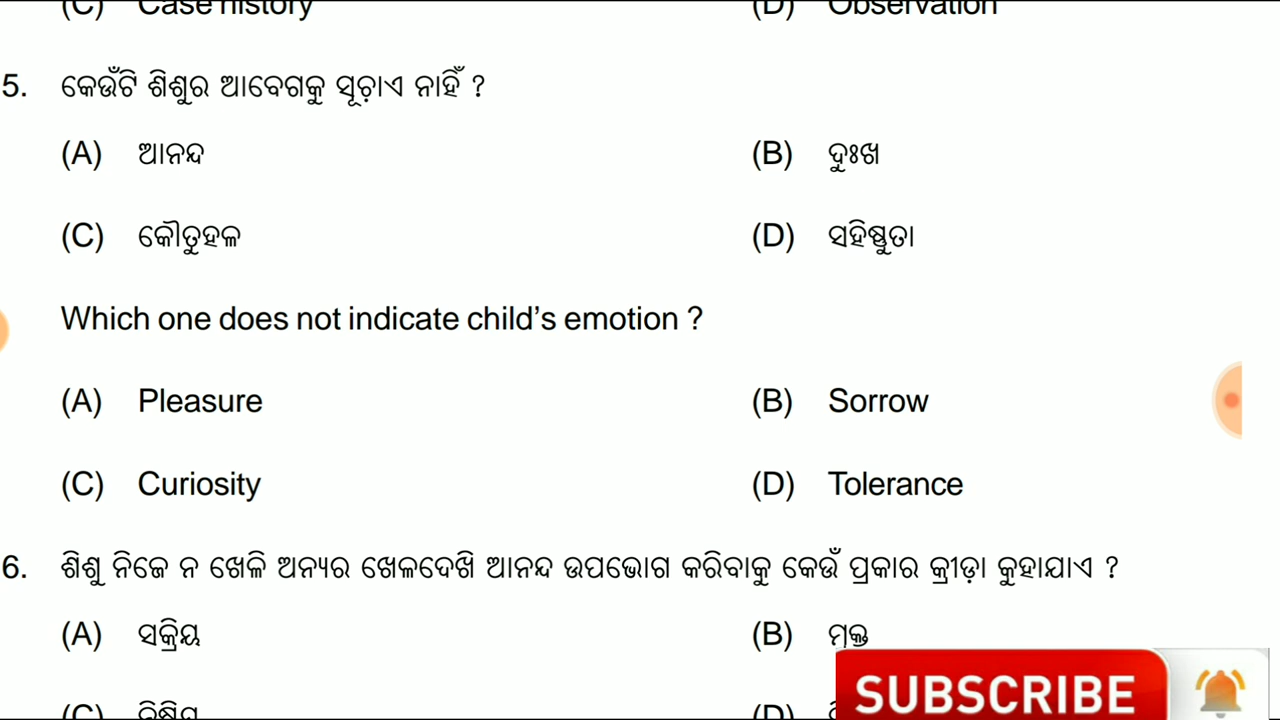 (C) Case history (D) Observation
5. କେଉଁଟି ଶିଶୁର ଆବେଗକୁ ସୂଚାଏ ନାହିଁ ?
(A) ଆନନ୍ଦ (B) ଦୁଃଖ
(C) କୌତୁହଳ (D) ସହିଷ୍ଣୁତା
Which one does not indicate child’s emotion ?
(A) Pleasure (B) Sorrow
(C) Curiosity (D) Tolerance
6. ଶିଶୁ ନିଜେ ନ ଖେଳି ଅନ୍ୟର ଖେଳଦେଖି ଆନନ୍ଦ ଉପଭୋଗ କରିବାକୁ କେଉଁ ପ୍ରକାର କ୍ରୀଡ଼ା କୁହାଯାଏ ?
(A) ସକ୍ରିୟ (B) ମୁକ୍ତ
(C) (D)
SUBSCRIBE